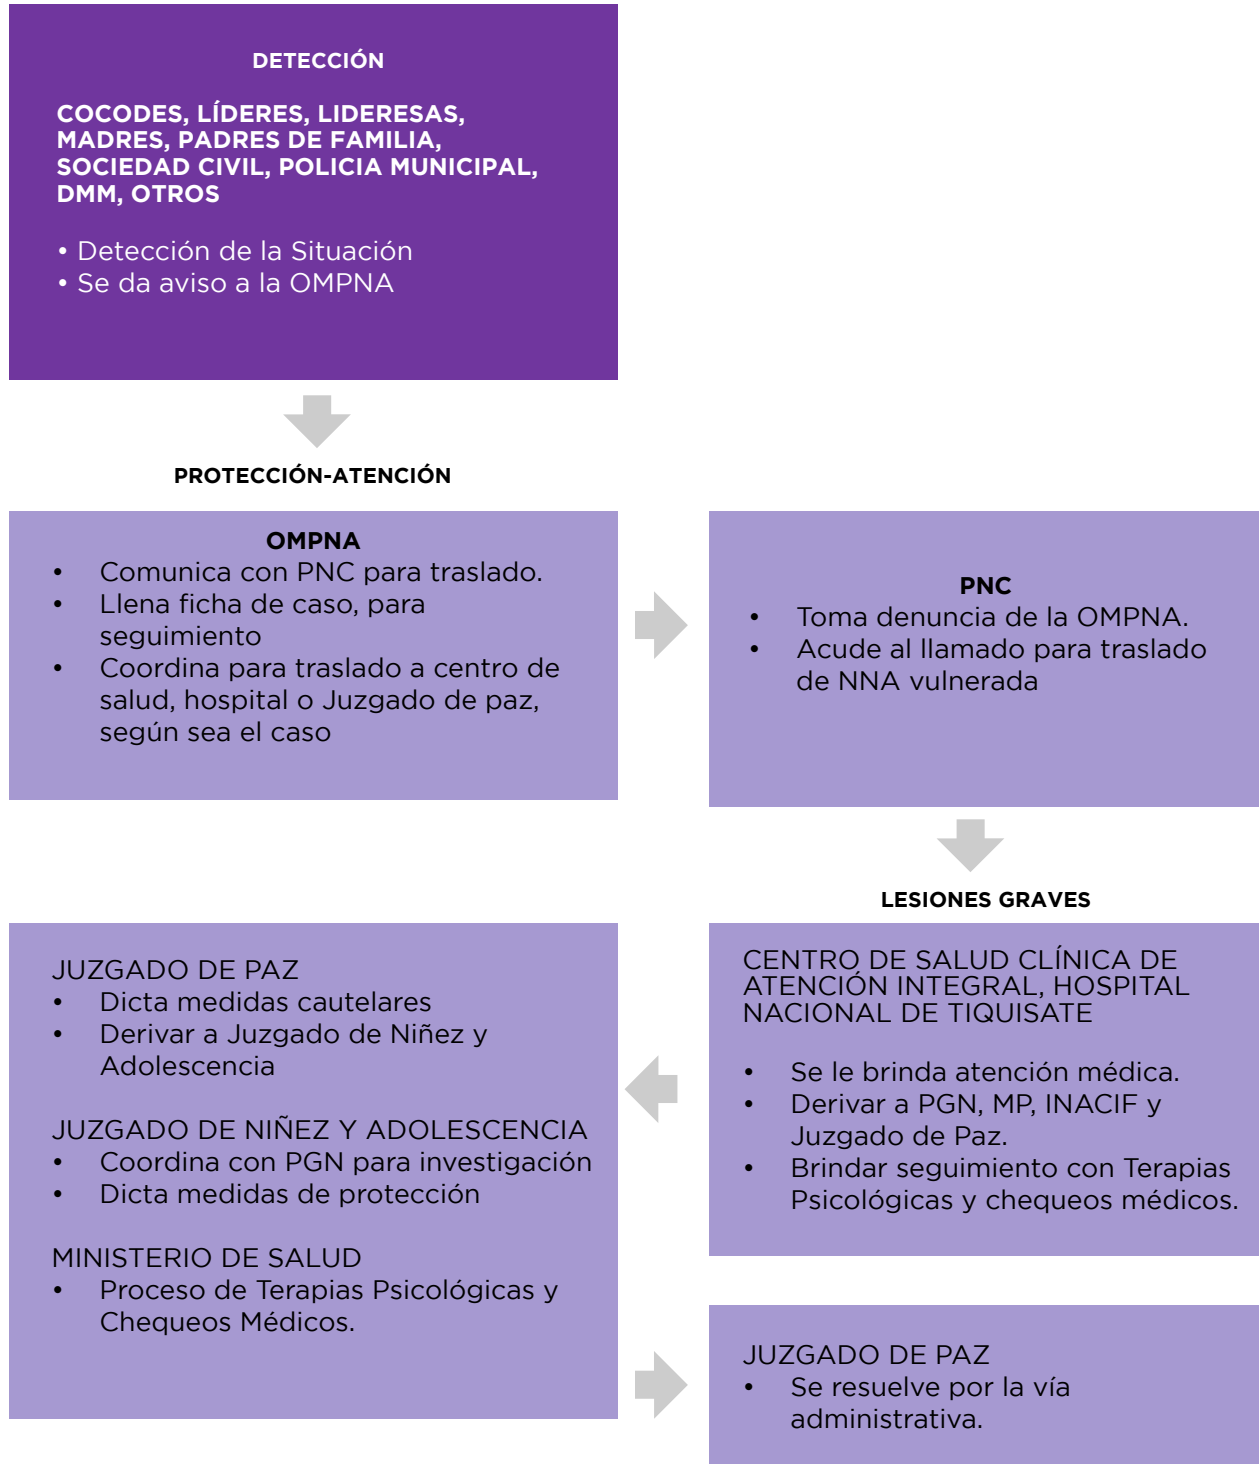 DETECCIÓN
COCODES, LÍDERES, LIDERESAS,
MADRES, PADRES DE FAMILIA,
SOCIEDAD CIVIL, POLICIA MUNICIPAL,
DMM, OTROS
• Detección de la Situación
• Se da aviso a la OMPNA
PROTECCIÓN-ATENCIÓN
OMPNA
• Comunica con PNC para traslado.
• Llena ficha de caso, para
seguimiento
• Coordina para traslado a centro de
salud, hospital o Juzgado de paz,
según sea el caso
PNC
• Toma denuncia de la OMPNA.
• Acude al llamado para traslado
de NNA vulnerada
LESIONES GRAVES
CENTRO DE SALUD CLÍNICA DE
ATENCIÓN INTEGRAL, HOSPITAL
NACIONAL DE TIQUISATE
• Se le brinda atención médica.
• Derivar a PGN, MP, INACIF y
Juzgado de Paz.
• Brindar seguimiento con Terapias
Psicológicas y chequeos médicos.
JUZGADO DE PAZ
• Dicta medidas cautelares
• Derivar a Juzgado de Niñez y
Adolescencia
JUZGADO DE NIÑEZ Y ADOLESCENCIA
• Coordina con PGN para investigación
• Dicta medidas de protección
MINISTERIO DE SALUD
• Proceso de Terapias Psicológicas y
Chequeos Médicos.
JUZGADO DE PAZ
• Se resuelve por la vía
administrativa.